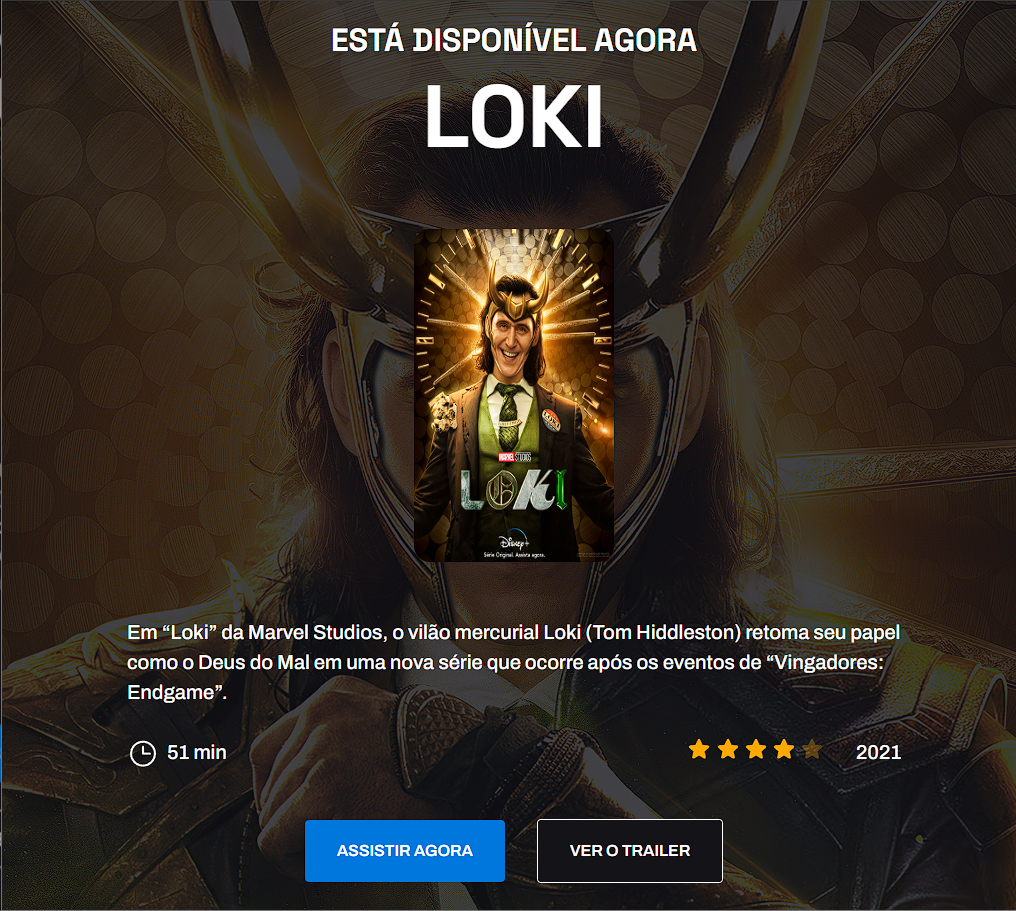 ESTÁ DISPONÍVEL AGORA
LOKI
MARVEL STUDIOS
LOKI
Disney+
Série Original. Assista agora.
Em “Loki” da Marvel Studios, o vilão mercurial Loki (Tom Hiddleston) retoma seu papel
como o Deus do Mal em uma nova série que ocorre após os eventos de “Vingadores:
Endgame”.
51 min
2021
ASSISTIR AGORA
VER O TRAILER